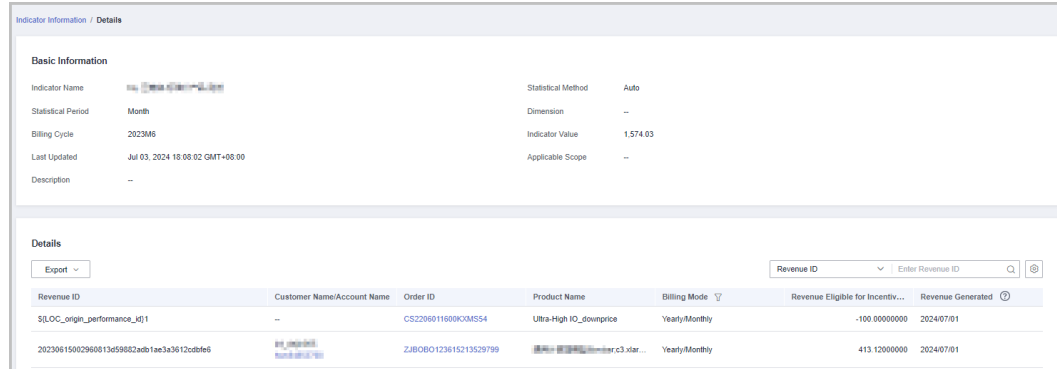 Indicator Information / Details
Basic Information
Indicator Name
Statistical Method Auto
Statistical Period Month
Dimension --
Billing Cycle 2023M6
Indicator Value 1,574.03
Last Updated Jul 03, 2024 18:08:02 GMT+08:00
Applicable Scope --
Description --
Details
Export
Revenue ID Enter Revenue ID
Revenue ID Customer Name/Account Name Order ID Product Name Billing Mode Revenue Eligible for Incentiv... Revenue Generated
${LOC_origin_performance_id}1 -- CS2206011600KXMS54 Ultra-High IO_downprice Yearly/Monthly -100.00000000 2024/07/01
20230615002960813d59882adb1ae3a3612cdbfe6 ZJBOBO123615213529799 c3.xlar... Yearly/Monthly 413.12000000 2024/07/01